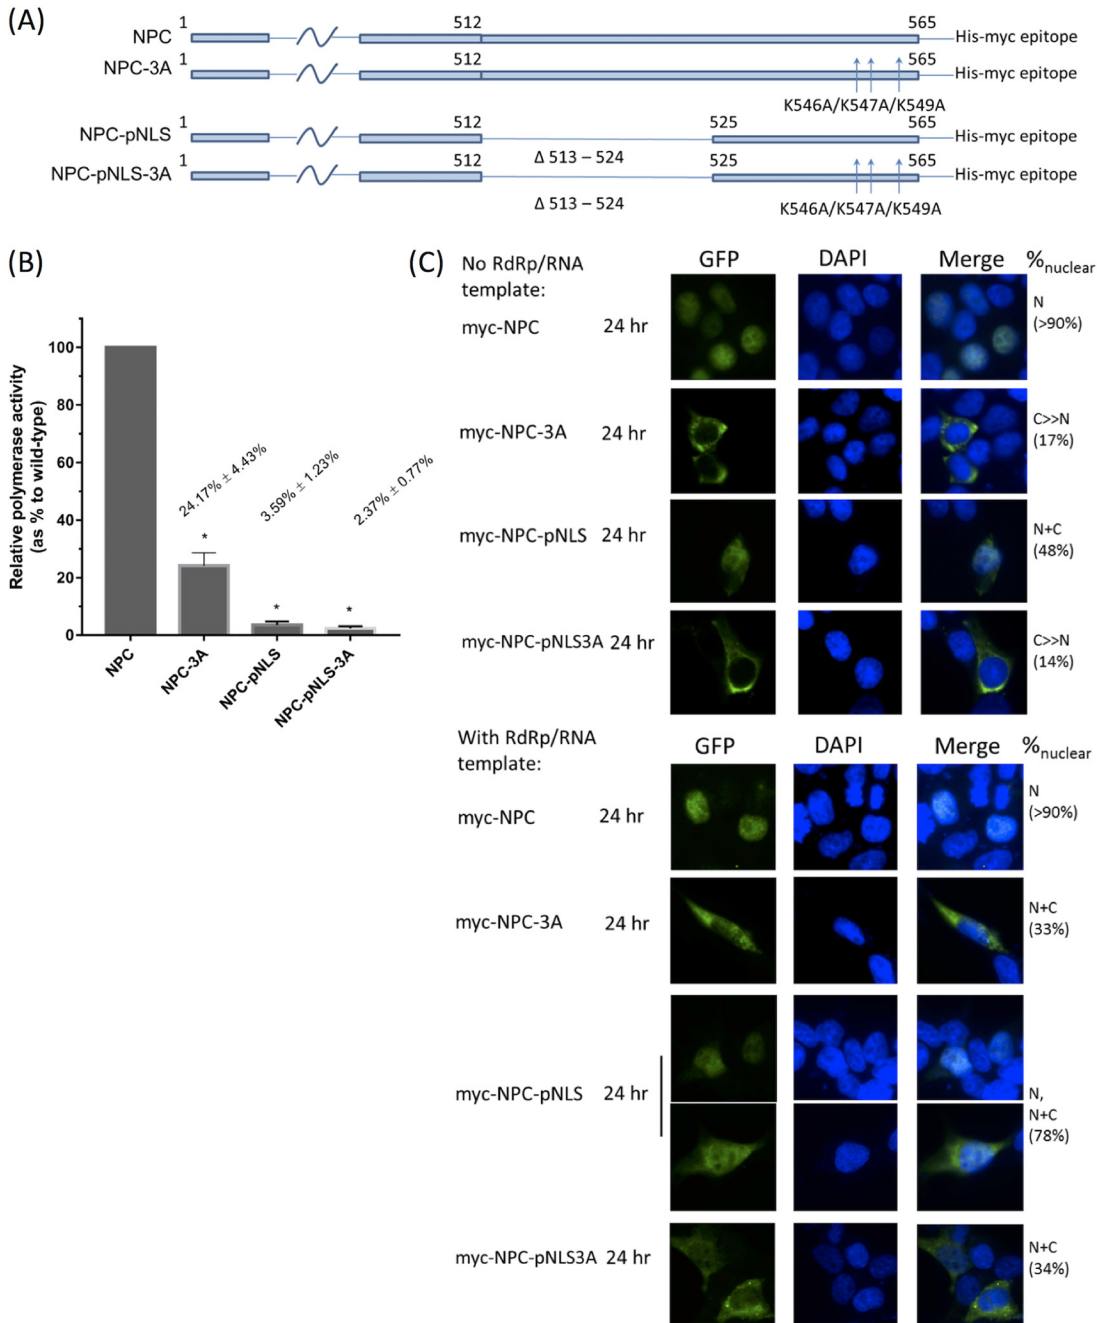 (A)
1
512
565
NPC
His-myc epitope
1
512
565
NPC-3A
His-myc epitope
K546A/K547A/K549A
1
512
525
565
NPC-pNLS
His-myc epitope
Δ 513 – 524
1
512
525
565
NPC-pNLS-3A
His-myc epitope
Δ 513 – 524
K546A/K547A/K549A
(B)
Relative polymerase activity
(as % to wild-type)
100
80
60
40
20
0
24.17% ± 4.43%
3.59% ± 1.23%
2.37% ± 0.77%
*
*
*
NPC
NPC-3A
NPC-pNLS
NPC-pNLS-3A
(C)
No RdRp/RNA
template:
GFP DAPI Merge %nuclear
myc-NPC 24 hr
N
(>90%)
myc-NPC-3A 24 hr
C>>N
(17%)
myc-NPC-pNLS 24 hr
N+C
(48%)
myc-NPC-pNLS3A 24 hr
C>>N
(14%)
With RdRp/RNA
template:
GFP DAPI Merge %nuclear
myc-NPC 24 hr
N
(>90%)
myc-NPC-3A 24 hr
N+C
(33%)
myc-NPC-pNLS 24 hr
N,
N+C
(78%)
myc-NPC-pNLS3A 24 hr
N+C
(34%)